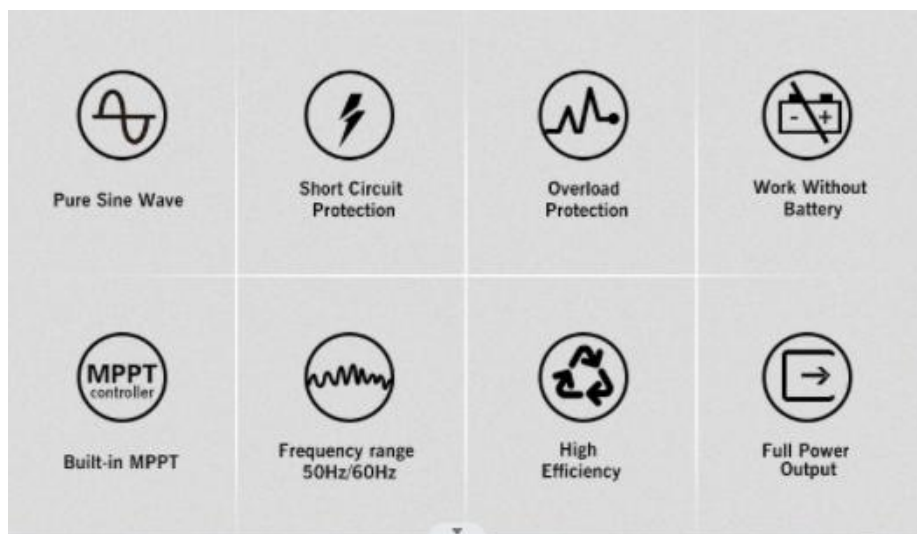 Pure Sine Wave
Short Circuit
Protection
Overload
Protection
Work Without
Battery
- +
MPPT
controller
Built-in MPPT
Frequency range
50Hz/60Hz
High
Efficiency
Full Power
Output